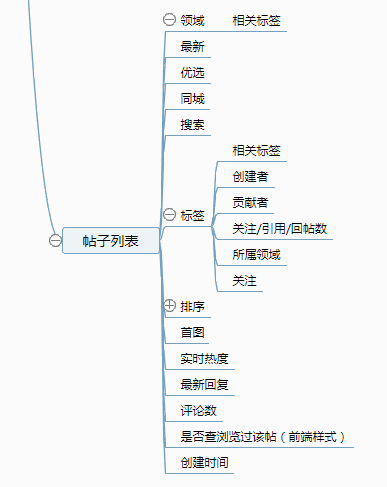 领域
相关标签
最新
优选
同城
搜索
标签
相关标签
创建者
贡献者
关注/引用/回帖数
所属领域
关注
帖子列表
排序
首图
实时热度
最新回复
评论数
是否查浏览过该帖（前端样式）
创建时间